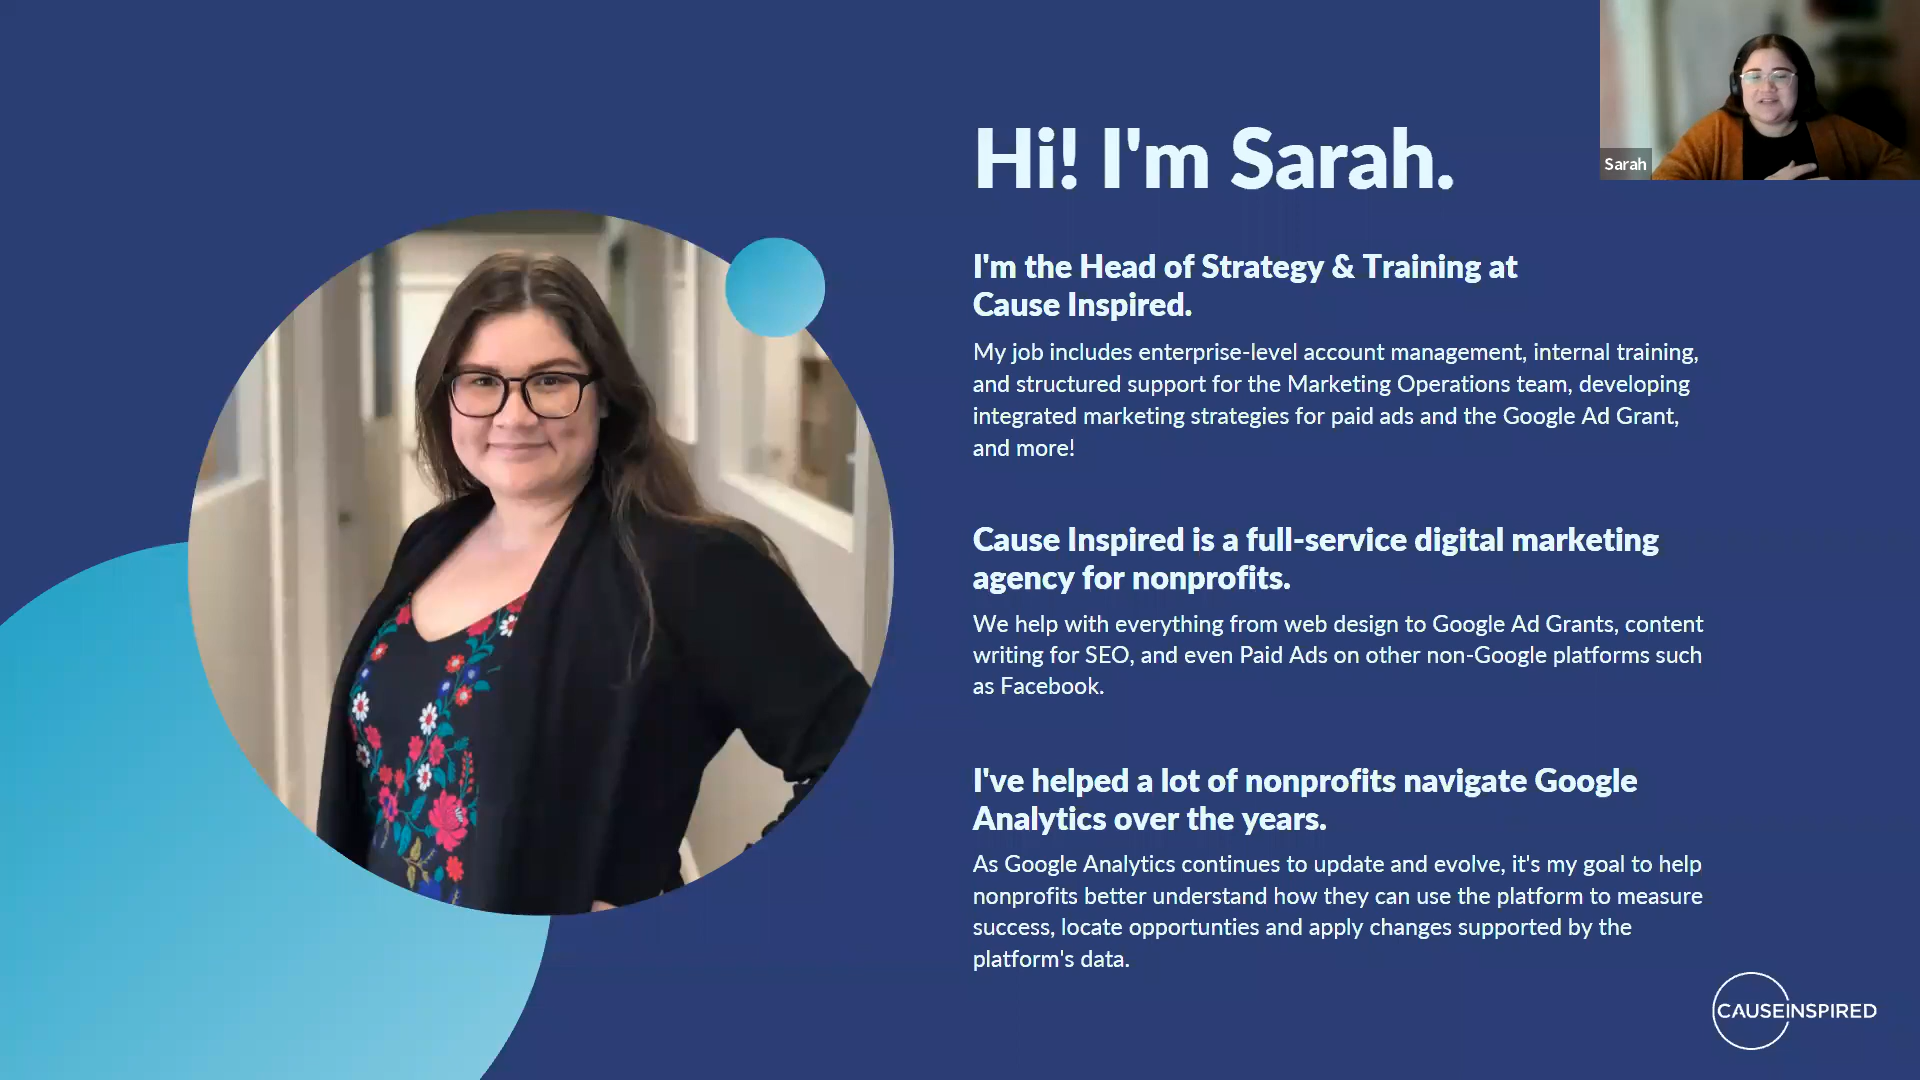 Hi! I'm Sarah.
Sarah
I'm the Head of Strategy & Training at
Cause Inspired.
My job includes enterprise-level account management, internal training,
and structured support for the Marketing Operations team, developing
integrated marketing strategies for paid ads and the Google Ad Grant,
and more!
Cause Inspired is a full-service digital marketing
agency for nonprofits.
We help with everything from web design to Google Ad Grants, content
writing for SEO, and even Paid Ads on other non-Google platforms such
as Facebook.
I've helped a lot of nonprofits navigate Google
Analytics over the years.
As Google Analytics continues to update and evolve, it's my goal to help
nonprofits better understand how they can use the platform to measure
success, locate opportunties and apply changes supported by the
platform's data.
CAUSEINSPIRED